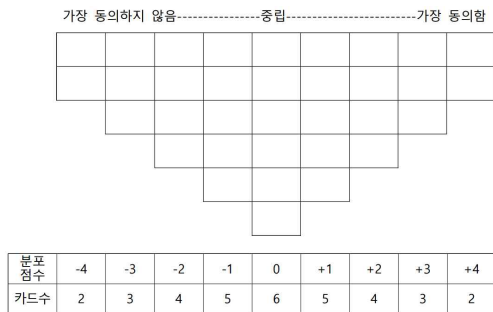 가장 동의하지 않음----------------중립------------------------가장 동의함
분포 점수 -4 -3 -2 -1 0 +1 +2 +3 +4
카드수 2 3 4 5 6 5 4 3 2